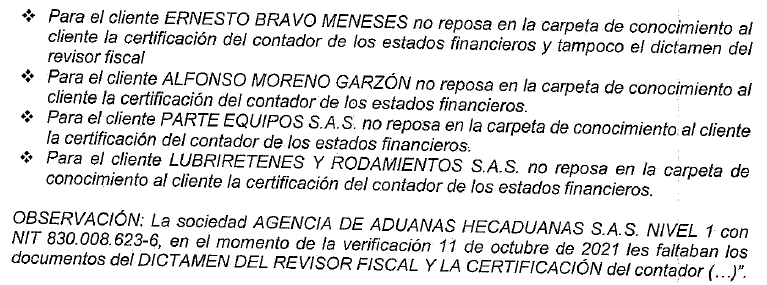 ❖ Para el cliente ERNESTO BRAVO MENESES no reposa en la carpeta de conocimiento al
cliente la certificación del contador de los estados financieros y tampoco el dictamen del
revisor fiscal
❖ Para el cliente ALFONSO MORENO GARZÓN no reposa en la carpeta de conocimiento al
cliente la certificación del contador de los estados financieros.
❖ Para el cliente PARTE EQUIPOS S.A.S. no reposa en la carpeta de conocimiento al cliente
la certificación del contador de los estados financieros.
❖ Para el cliente LUBRIRETENES Y RODAMIENTOS S.A.S. no reposa en la carpeta de
conocimiento al cliente la certificación del contador de los estados financieros.
OBSERVACIÓN: La sociedad AGENCIA DE ADUANAS HECADUANAS S.A.S. NIVEL 1 con
NIT 830.008.623-6, en el momento de la verificación 11 de octubre de 2021 les faltaban los
documentos del DICTAMEN DEL REVISOR FISCAL Y LA CERTIFICACIÓN del contador (...)”.